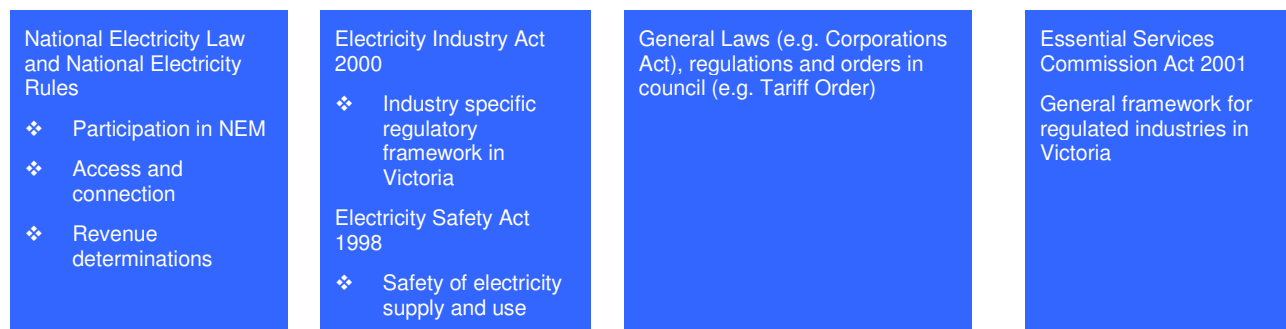 National Electricity Law
and National Electricity
Rules
❖ Participation in NEM
❖ Access and
connection
❖ Revenue
determinations
Electricity Industry Act
2000
❖ Industry specific
regulatory
framework in
Victoria
Electricity Safety Act
1998
❖ Safety of electricity
supply and use
General Laws (e.g. Corporations
Act), regulations and orders in
council (e.g. Tariff Order)
Essential Services
Commission Act 2001
General framework for
regulated industries in
Victoria